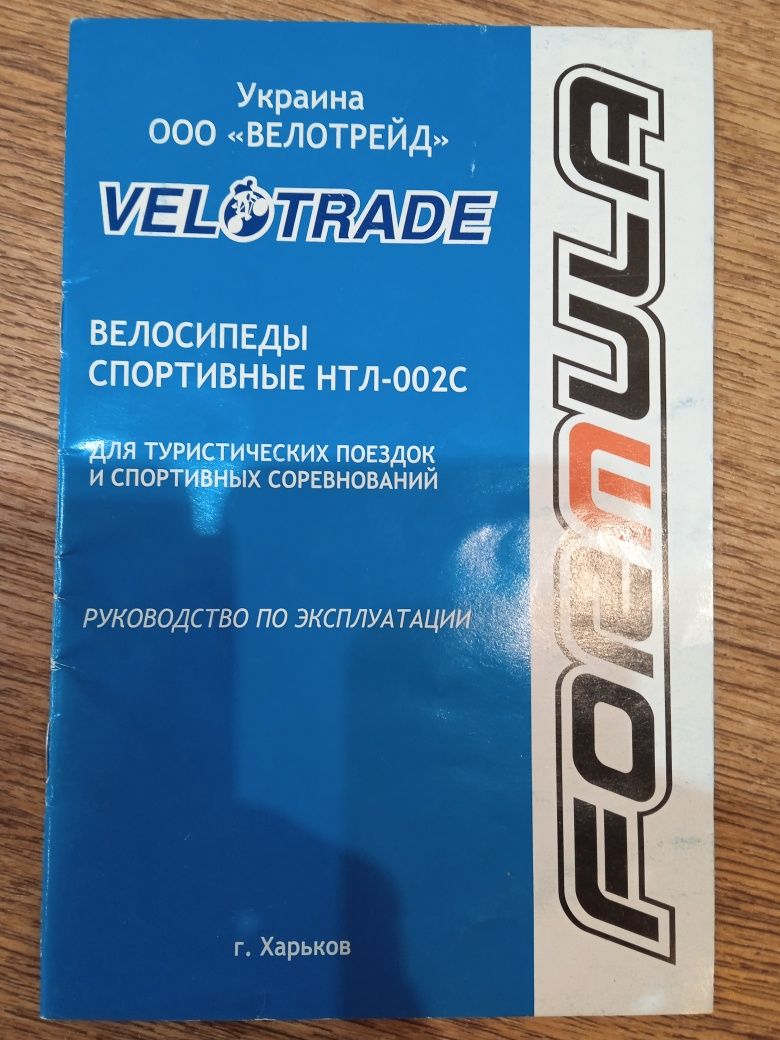 Украина
ООО «ВЕЛОТРЕЙД»
VELOTRADE
ВЕЛОСИПЕДЫ
СПОРТИВНЫЕ НТЛ-002С
ДЛЯ ТУРИСТИЧЕСКИХ ПОЕЗДОК
И СПОРТИВНЫХ СОРЕВНОВАНИЙ
РУКОВОДСТВО ПО ЭКСПЛУАТАЦИИ
г. Харьков
FORMULA